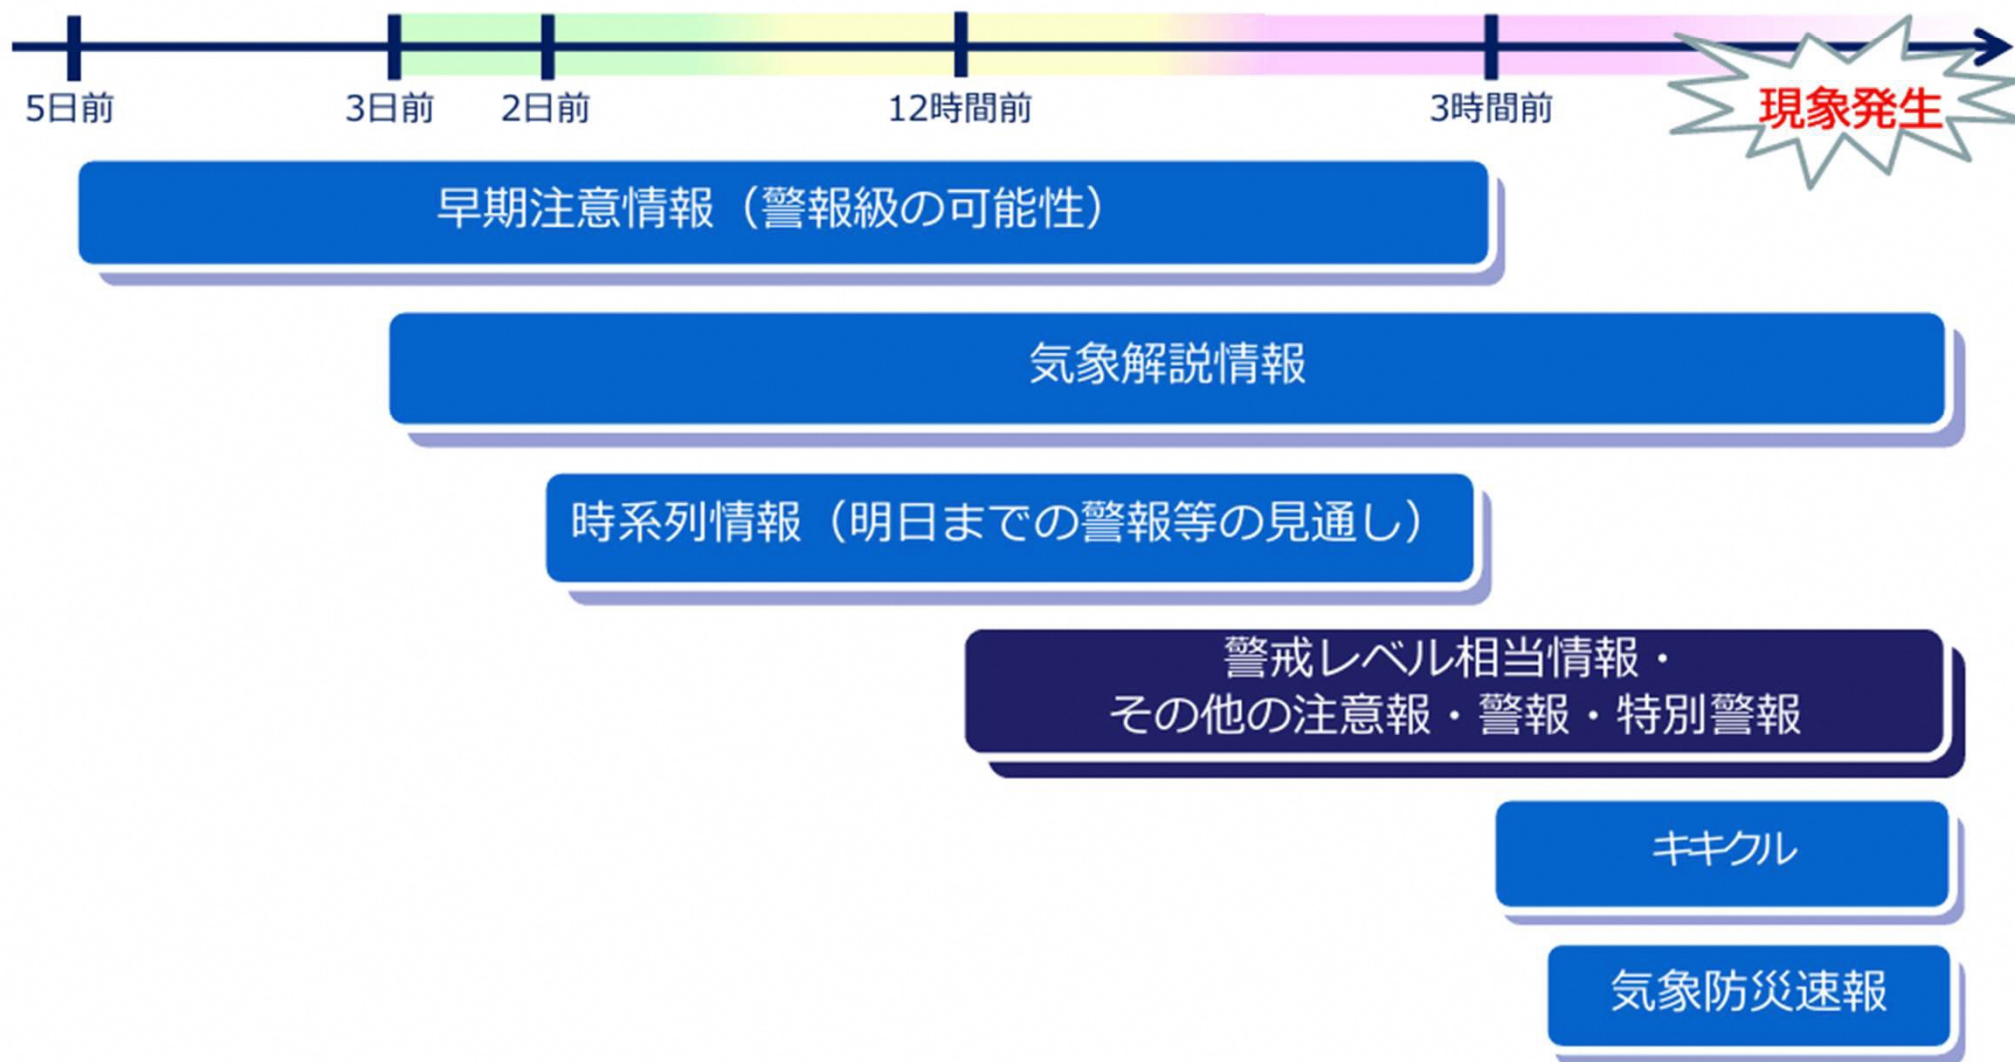 5日前
3日前
2日前
12時間前
3時間前
現象発生
早期注意情報（警報級の可能性）
気象解説情報
時系列情報（明日までの警報等の見通し）
警戒レベル相当情報・
その他の注意報・警報・特別警報
キキクル
気象防災速報